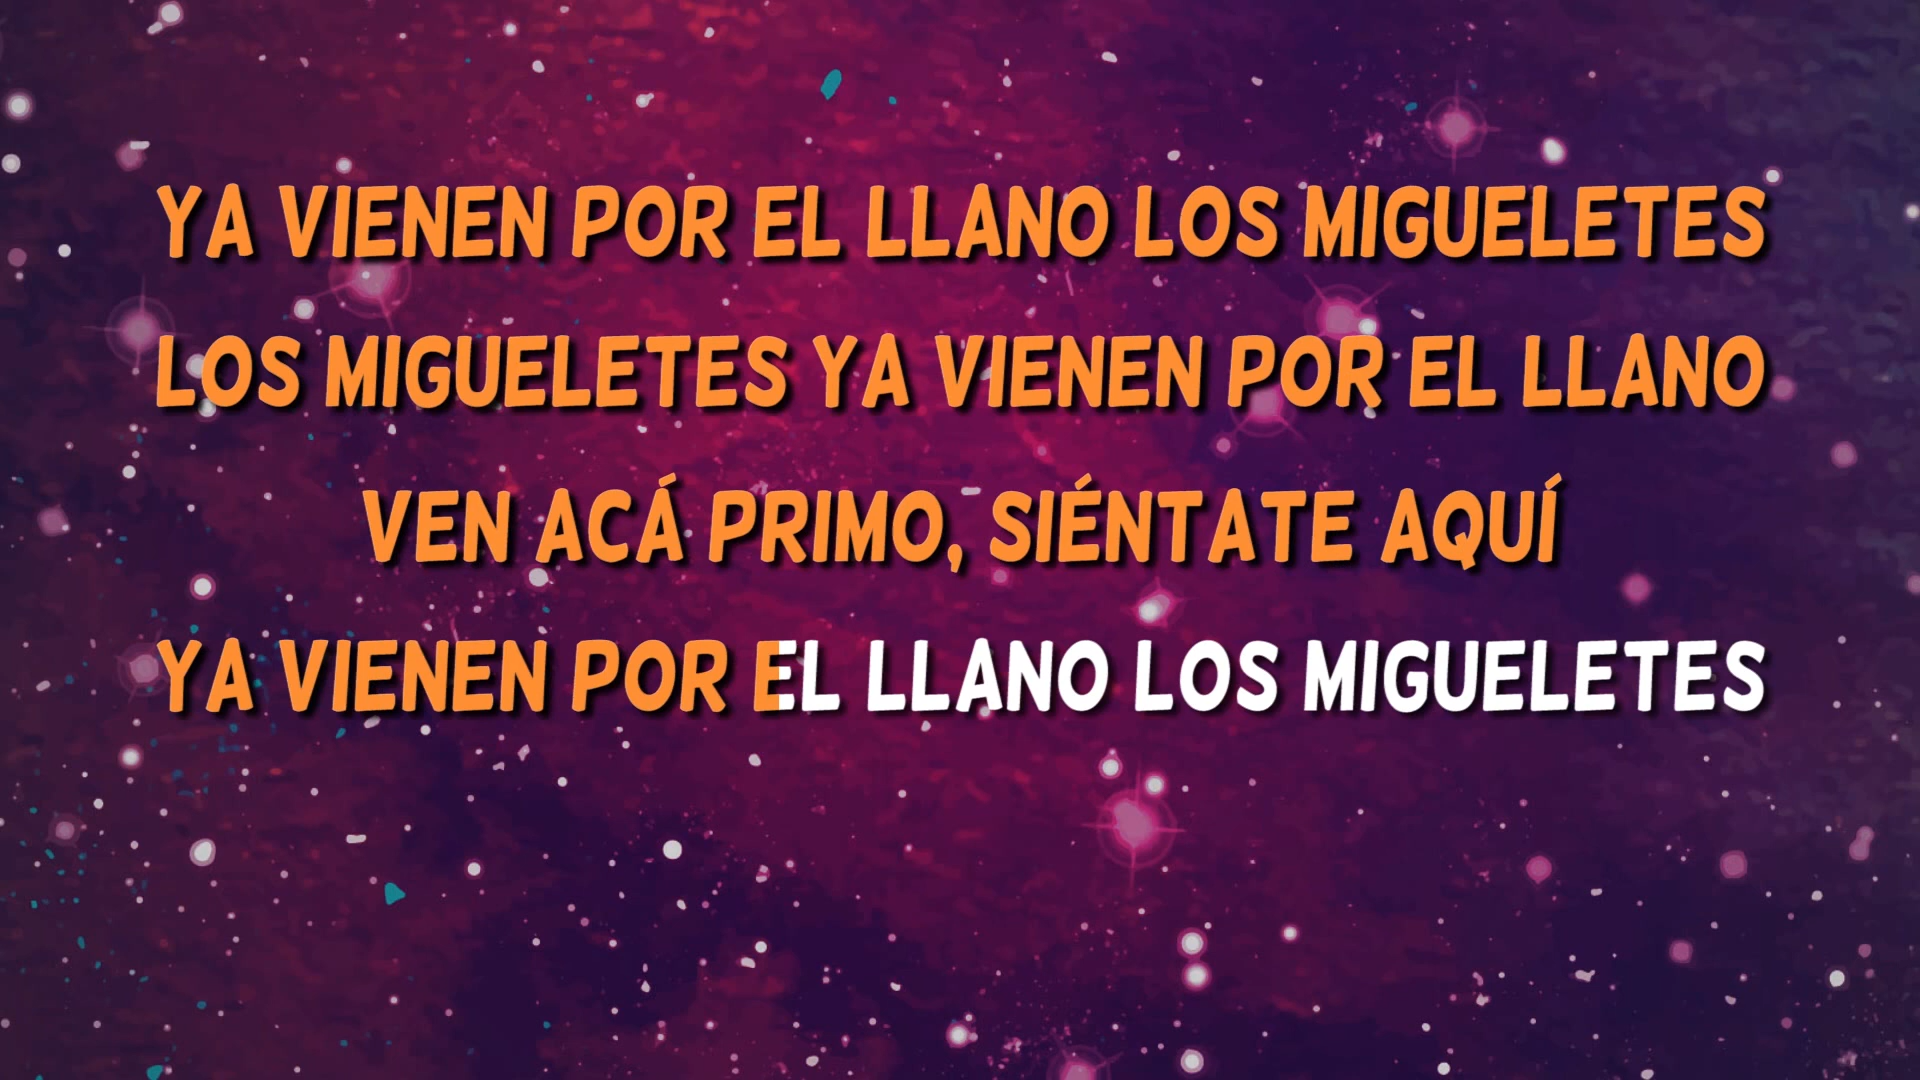 YA VIENEN POR EL LLANO LOS MIGUELETES
LOS MIGUELETES YA VIENEN POR EL LLANO
VEN ACÁ PRIMO, SIÉNTATE AQUÍ
YA VIENEN POR EL LLANO LOS MIGUELETES